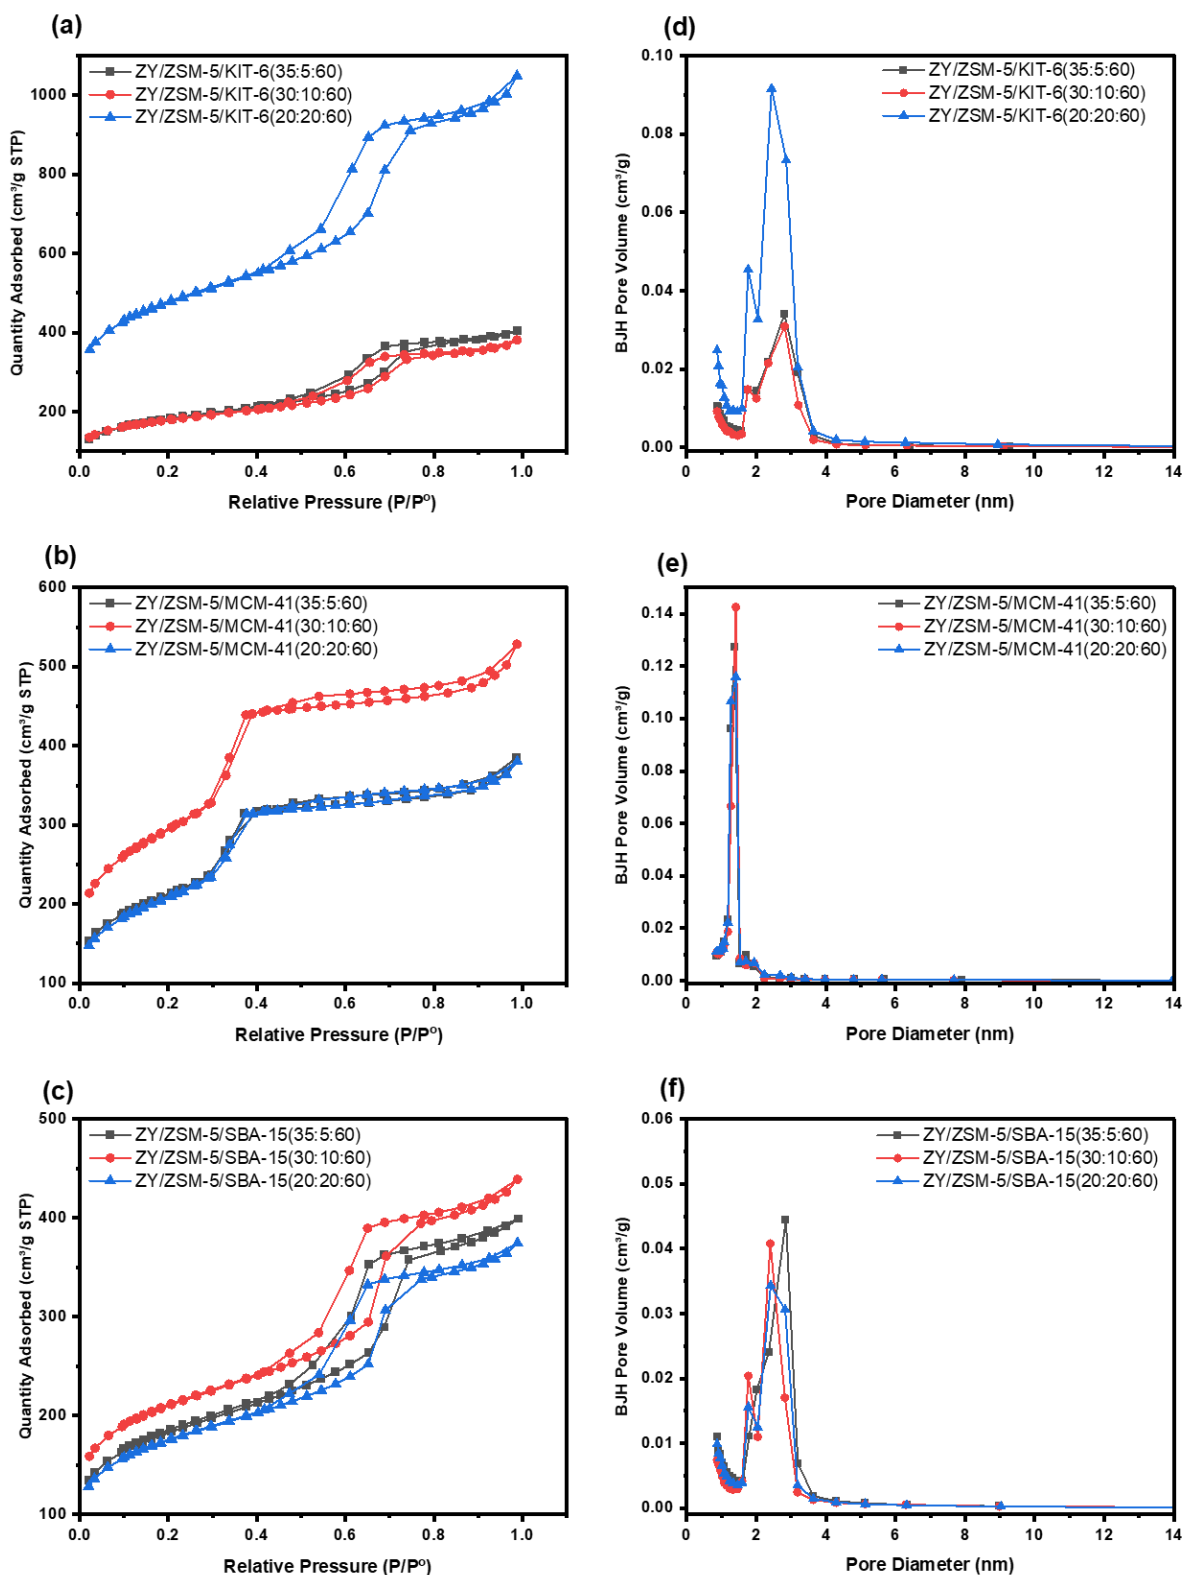 (a)
ZY/ZSM-5/KIT-6(35:5:60)
ZY/ZSM-5/KIT-6(30:10:60)
ZY/ZSM-5/KIT-6(20:20:60)
Quantity Adsorbed (cm³/g STP)
1000
800
600
400
200
0.0 0.2 0.4 0.6 0.8 1.0
Relative Pressure (P/P⁰)
(d)
ZY/ZSM-5/KIT-6(35:5:60)
ZY/ZSM-5/KIT-6(30:10:60)
ZY/ZSM-5/KIT-6(20:20:60)
BJH Pore Volume (cm³/g)
0.10
0.08
0.06
0.04
0.02
0.00
0 2 4 6 8 10 12 14
Pore Diameter (nm)
(b)
ZY/ZSM-5/MCM-41(35:5:60)
ZY/ZSM-5/MCM-41(30:10:60)
ZY/ZSM-5/MCM-41(20:20:60)
Quantity Adsorbed (cm³/g STP)
600
500
400
300
200
100
0.0 0.2 0.4 0.6 0.8 1.0
Relative Pressure (P/P⁰)
(e)
ZY/ZSM-5/MCM-41(35:5:60)
ZY/ZSM-5/MCM-41(30:10:60)
ZY/ZSM-5/MCM-41(20:20:60)
BJH Pore Volume (cm³/g)
0.14
0.12
0.10
0.08
0.06
0.04
0.02
0.00
0 2 4 6 8 10 12 14
Pore Diameter (nm)
(c)
ZY/ZSM-5/SBA-15(35:5:60)
ZY/ZSM-5/SBA-15(30:10:60)
ZY/ZSM-5/SBA-15(20:20:60)
Quantity Adsorbed (cm³/g STP)
500
400
300
200
100
0.0 0.2 0.4 0.6 0.8 1.0
Relative Pressure (P/P⁰)
(f)
ZY/ZSM-5/SBA-15(35:5:60)
ZY/ZSM-5/SBA-15(30:10:60)
ZY/ZSM-5/SBA-15(20:20:60)
BJH Pore Volume (cm³/g)
0.06
0.05
0.04
0.03
0.02
0.01
0.00
0 2 4 6 8 10 12 14
Pore Diameter (nm)